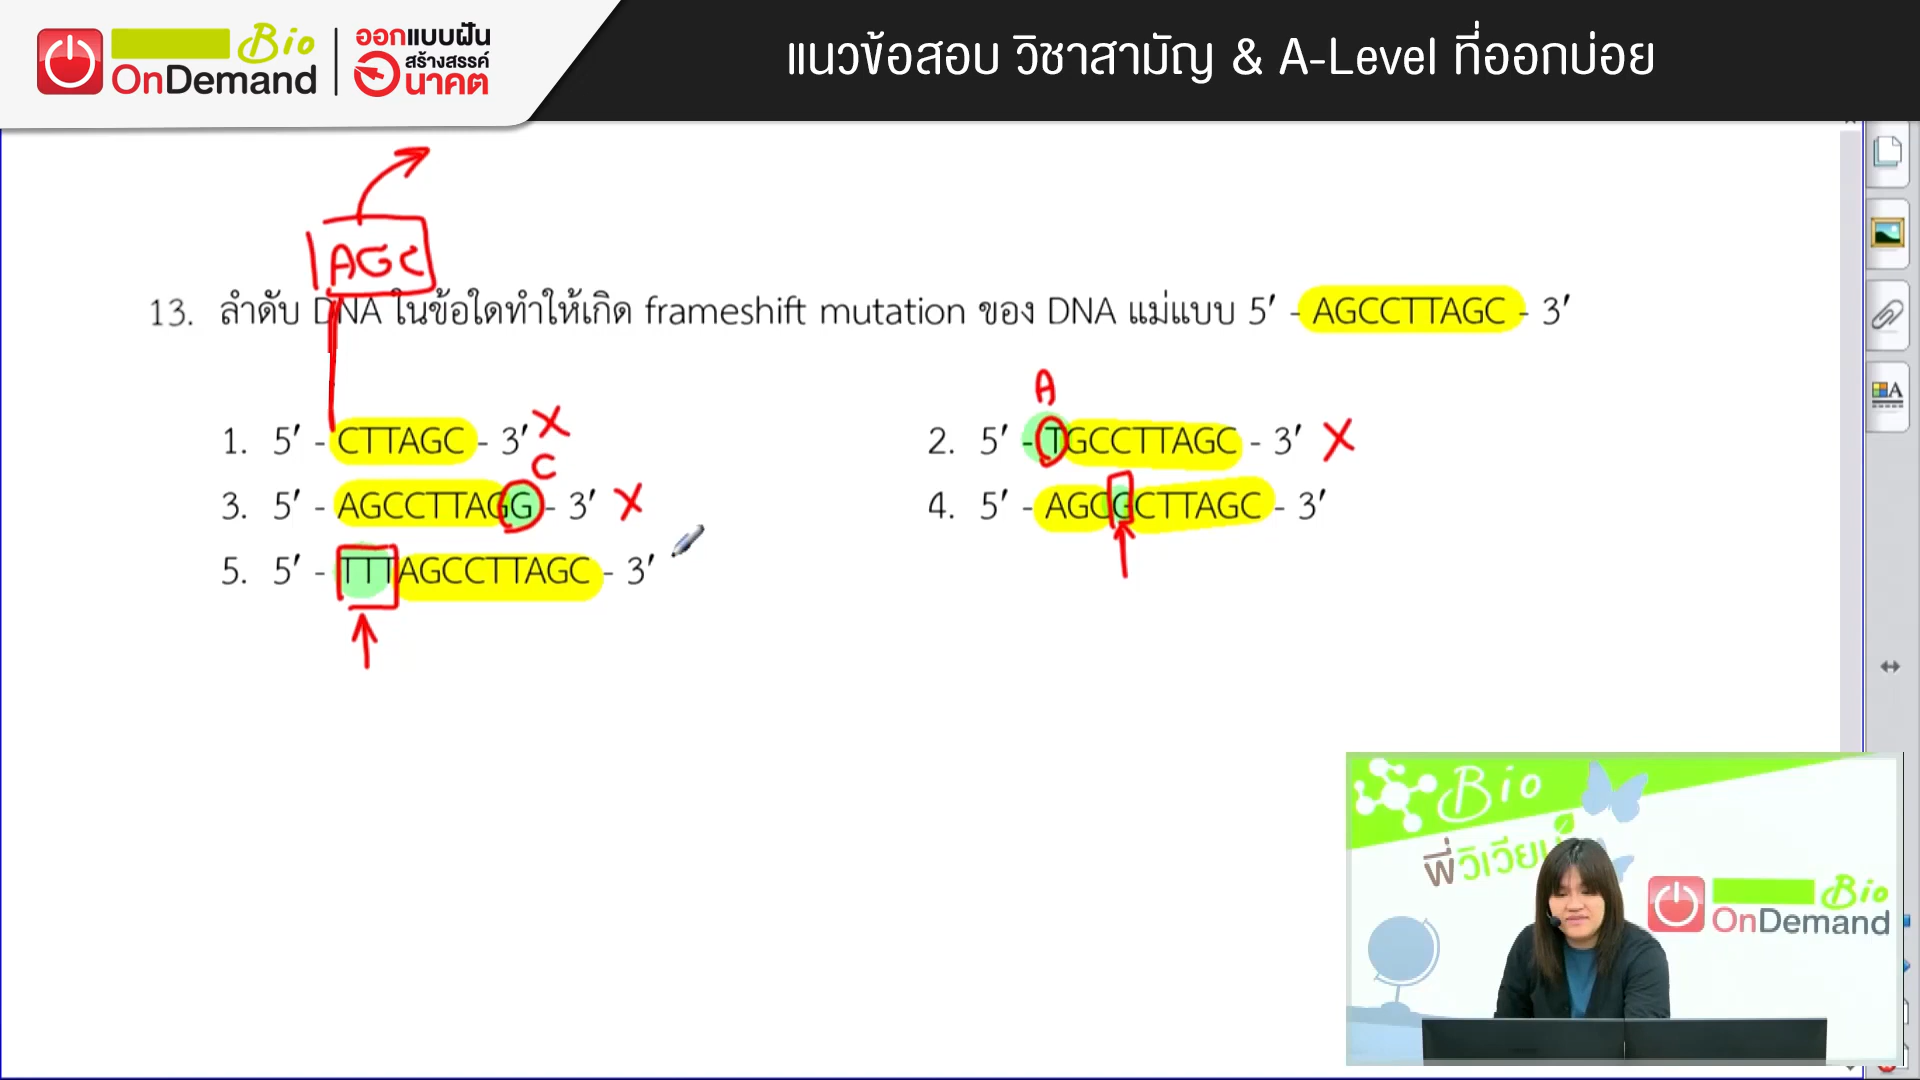 Bio
OnDemand
ออกแบบฝัน
สร้างสรรค์
อนาคต
แนวข้อสอบ วิชาสามัญ & A-Level ที่ออกบ่อย
AGC
13. ลำดับ DNA ในข้อใดทำให้เกิด frameshift mutation ของ DNA แม่แบบ 5′ - AGCCTTAGC - 3′
A
1. 5′ - CTTAGC - 3′ X
2. 5′ - TGCCTTAGC - 3′ X
C
3. 5′ - AGCCTTAGG - 3′ X
4. 5′ - AGCGCTTAGC - 3′
5. 5′ - TTTAGCCTTAGC - 3′
Bio
พี่วิเวียน
Bio
OnDemand